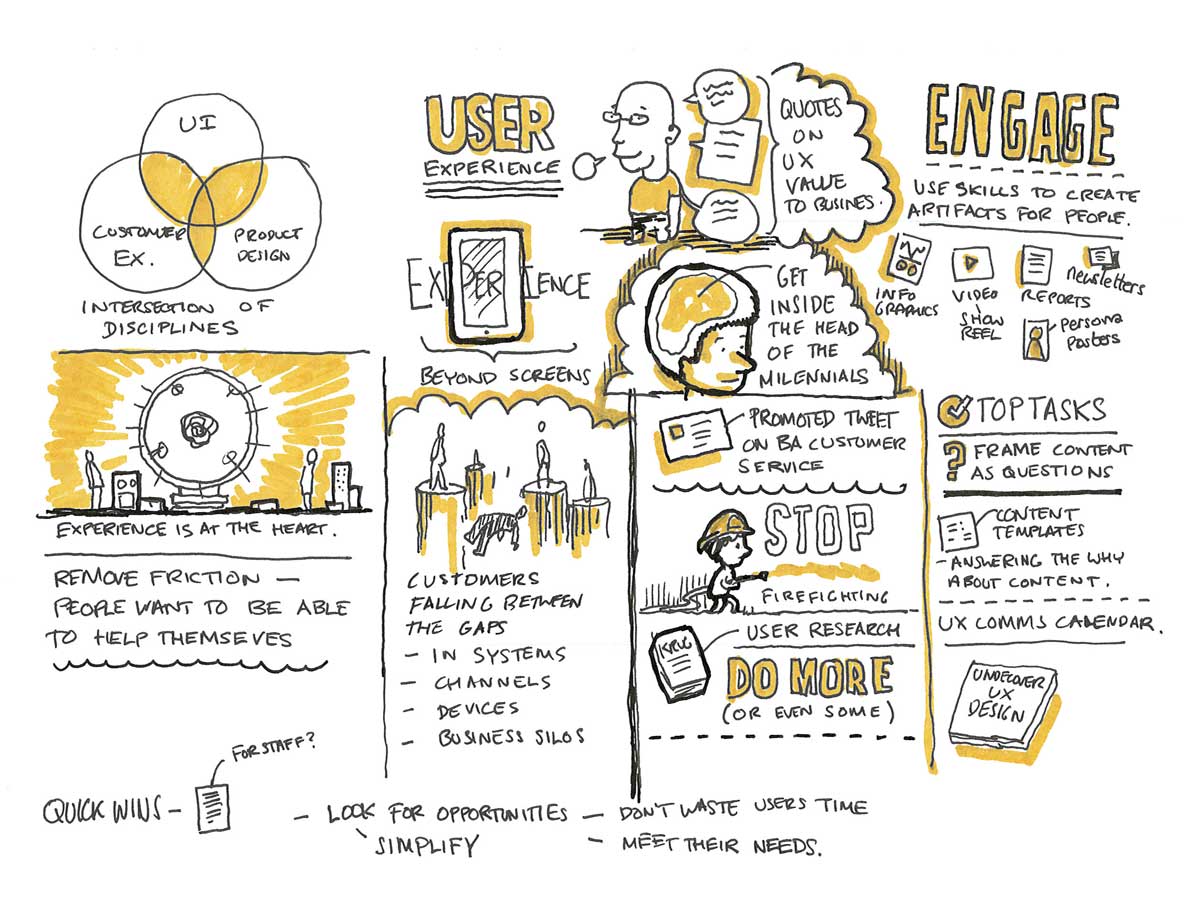 UI
CUSTOMER
EX.
PRODUCT
DESIGN
INTERSECTION OF
DISCIPLINES
EXPERIENCE IS AT THE HEART.
REMOVE FRICTION —
PEOPLE WANT TO BE ABLE
TO HELP THEMSELVES
USER
EXPERIENCE
EXPERIENCE
BEYOND SCREENS
CUSTOMERS
FALLING BETWEEN
THE GAPS
- IN SYSTEMS
- CHANNELS
- DEVICES
- BUSINESS SILOS
QUOTES
ON
UX
VALUE
TO BUSINES.
GET
INSIDE
THE HEAD
OF THE
MILENNIALS
PROMOTED TWEET
ON BA CUSTOMER
SERVICE
STOP
FIREFIGHTING
KRUG
USER RESEARCH
DO MORE
(OR EVEN SOME)
ENGAGE
USE SKILLS TO CREATE
ARTIFACTS FOR PEOPLE.
INFO
GRAPHICS
VIDEO
+
SHOW
REEL
REPORTS
Newsletters
Persona
Posters
TOP TASKS
? FRAME CONTENT
AS QUESTIONS
CONTENT
TEMPLATES
- ANSWERING THE WHY
ABOUT CONTENT.
UX COMMS CALENDAR.
UNDECOVER
UX
DESIGN
FOR STAFF?
QUICK WINS —
— LOOK FOR OPPORTUNITIES
SIMPLIFY
— DON'T WASTE USERS TIME
— MEET THEIR NEEDS.